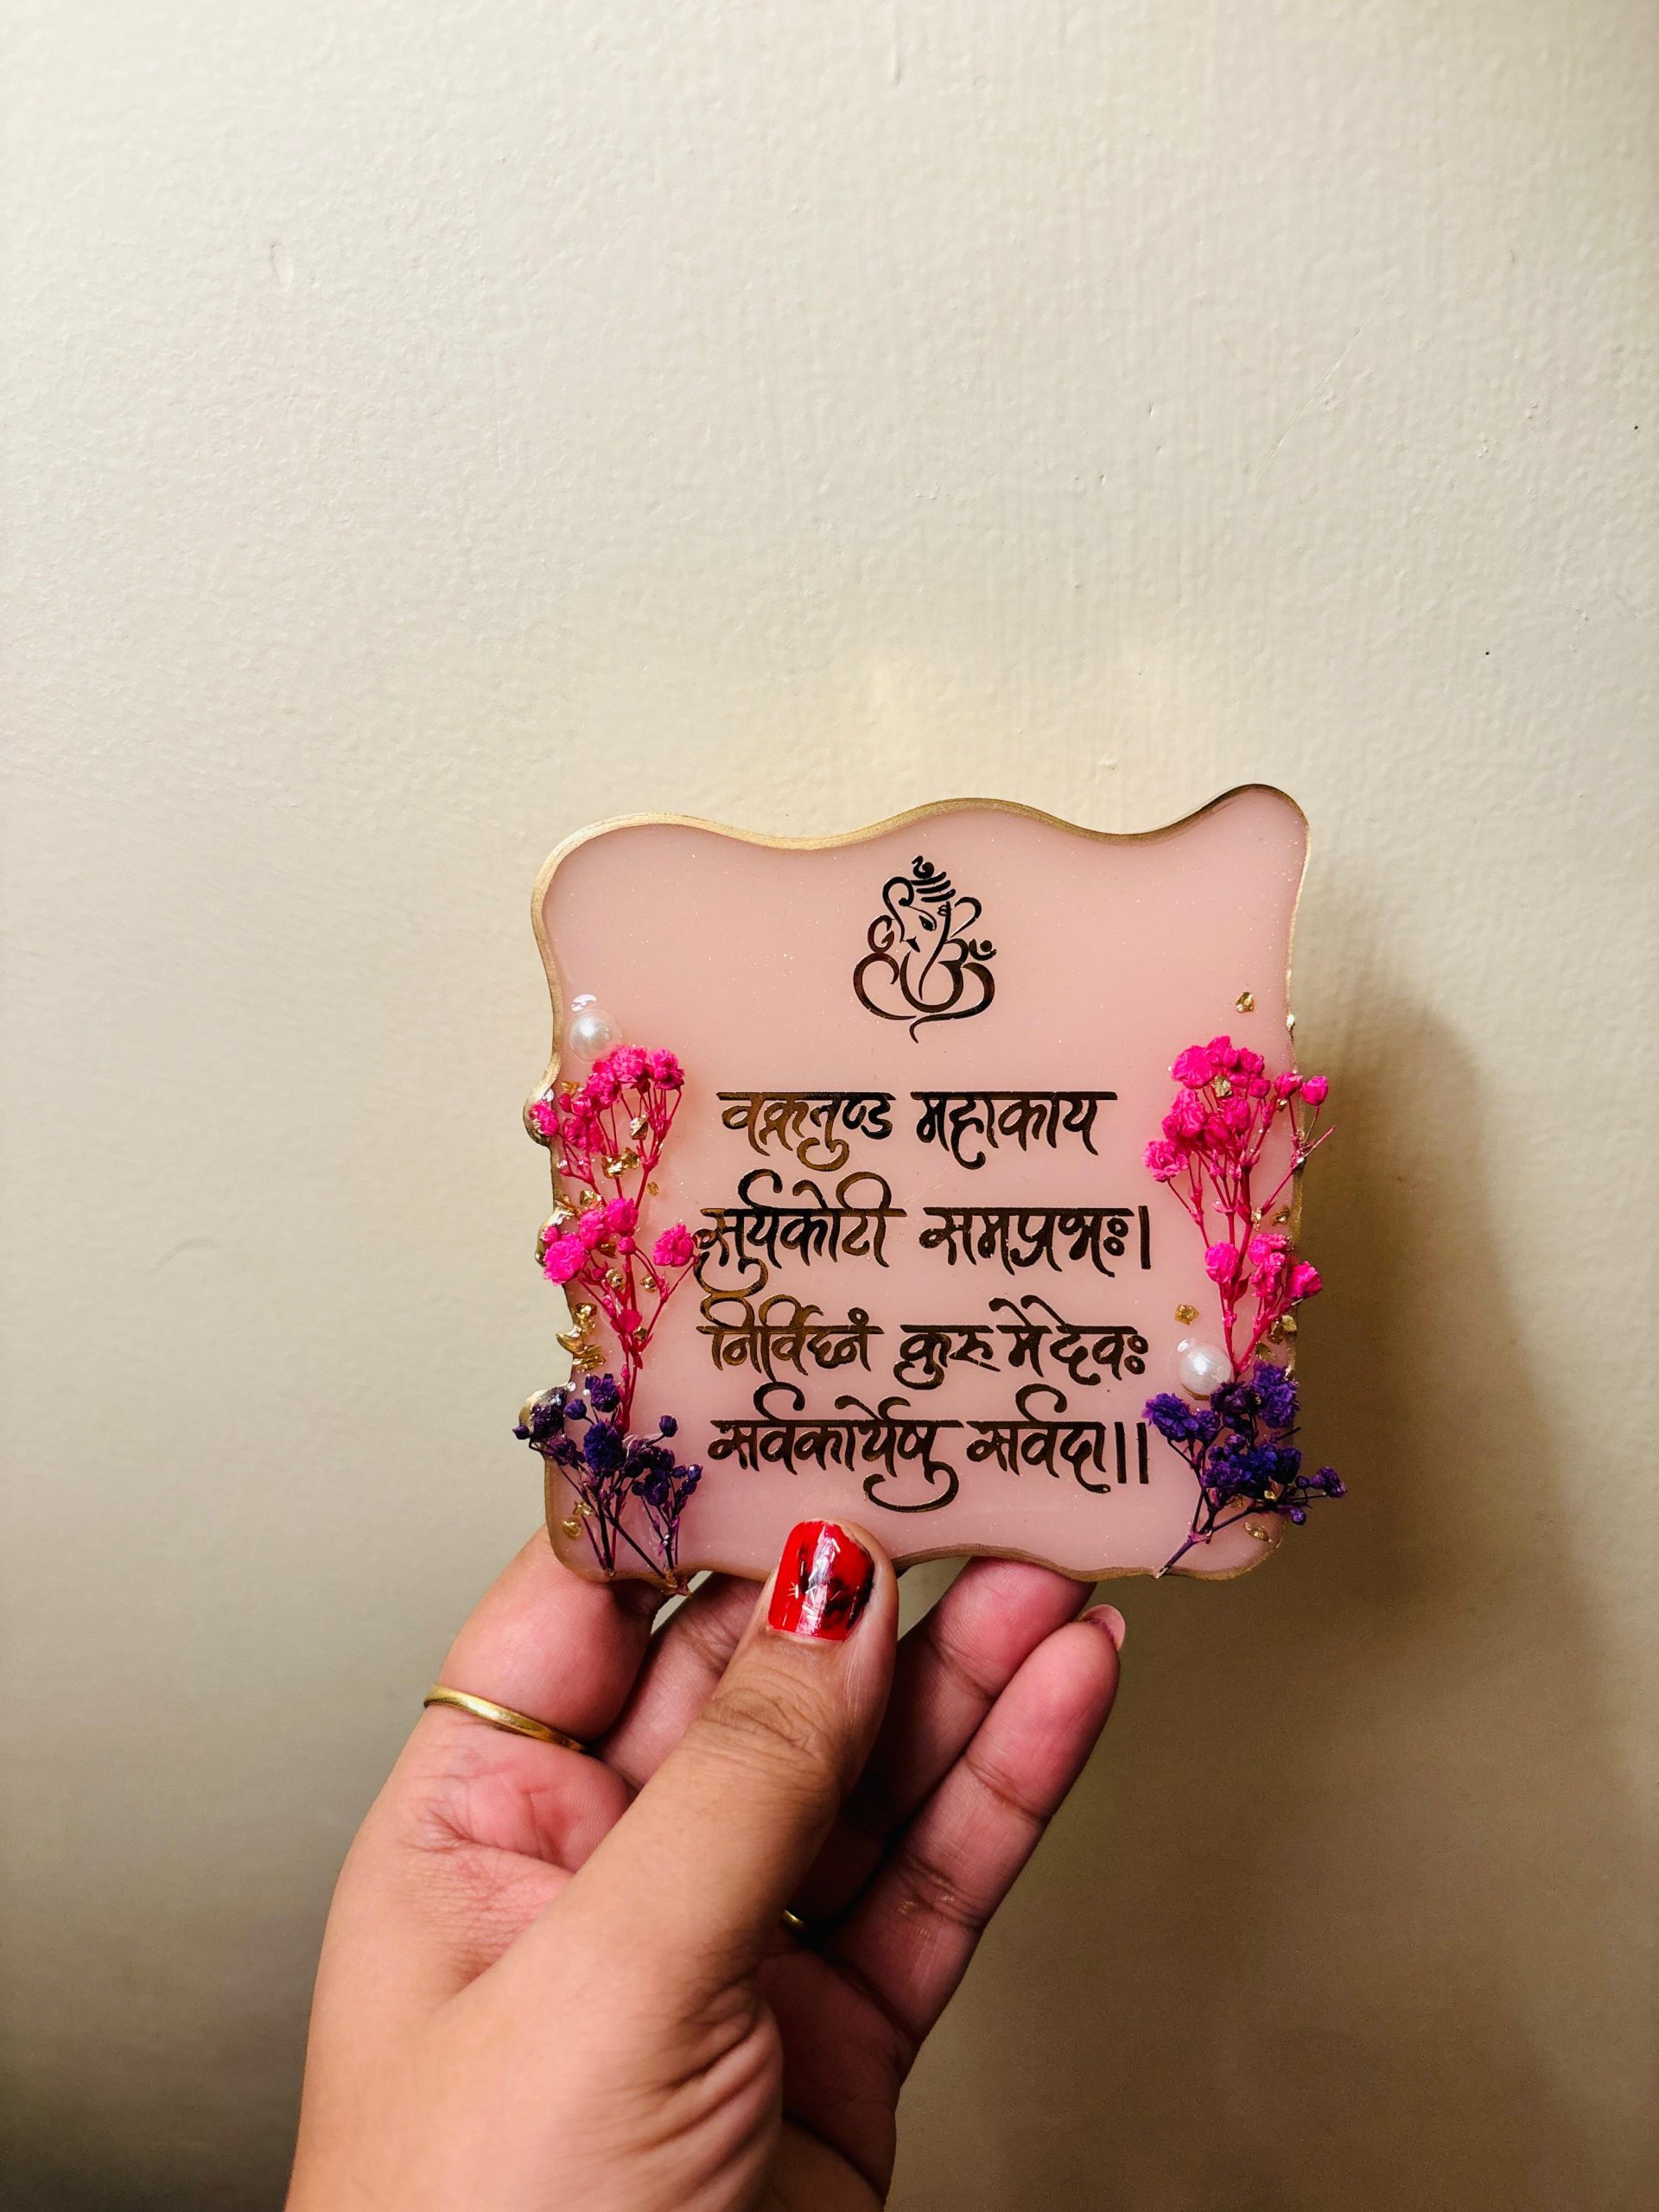 वक्रतुण्ड महाकाय
सुर्यकोटी समप्रभः।
निर्विघ्नं कुरु मे देवः
सर्वकार्येषु सर्वदा।।